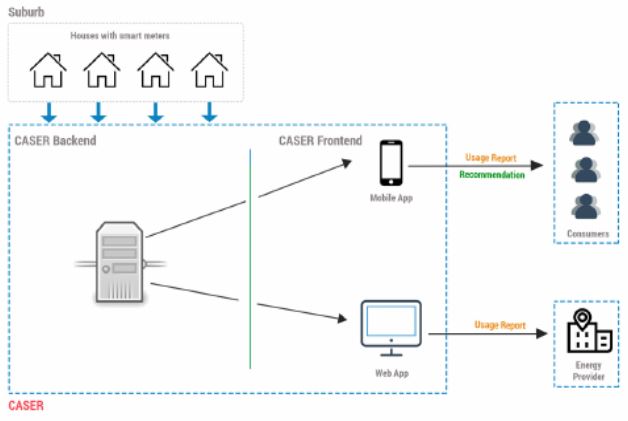 Suburb
Houses with smart meters
CASER Backend
CASER Frontend
Mobile App
Usage Report
Recommendation
Consumers
Web App
Usage Report
Energy
Provider
CASER